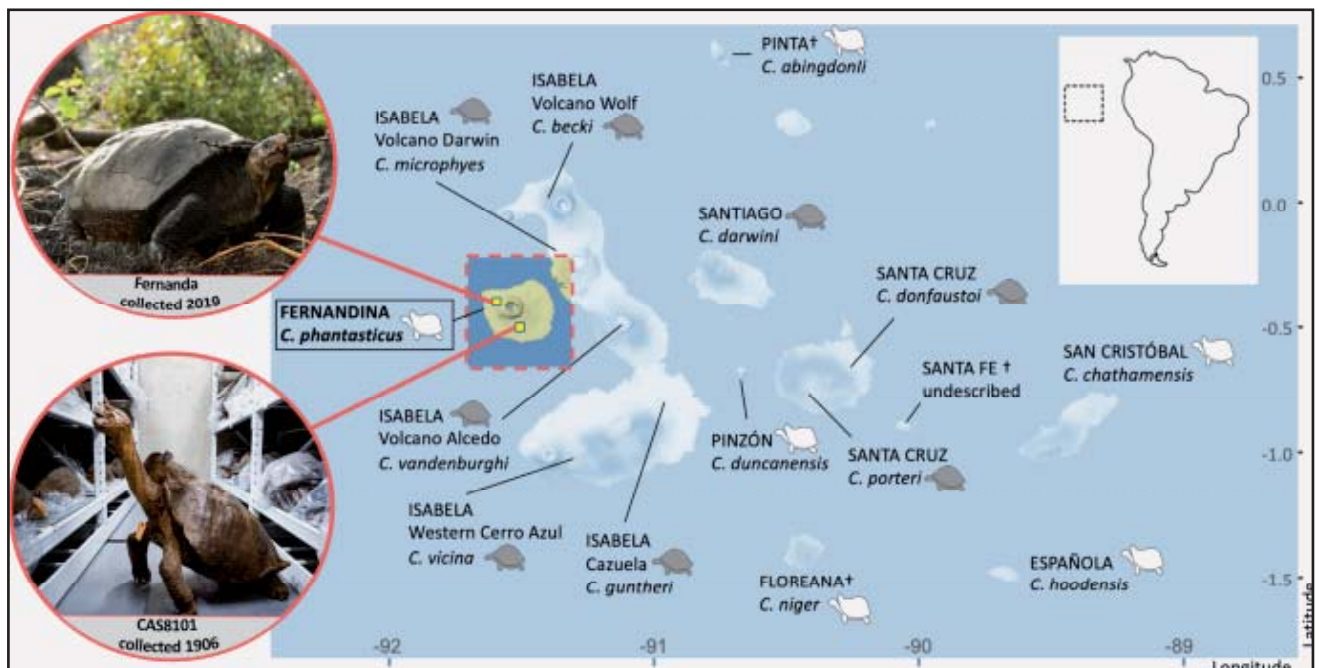 PINTA†
C. abingdonli
ISABELA
Volcano Wolf
C. becki
ISABELA
Volcano Darwin
C. microphyes
SANTIAGO
C. darwini
SANTA CRUZ
C. donfaustoi
Fernanda
collected 2019
FERNANDINA
C. phantasticus
SAN CRISTÓBAL
C. chathamensis
SANTA FE †
undescribed
ISABELA
Volcano Alcedo
C. vandenburghi
PINZÓN
C. duncanensis
SANTA CRUZ
C. porteri
ISABELA
Western Cerro Azul
C. vicina
ISABELA
Cazuela
C. guntheri
FLOREANA†
C. niger
ESPAÑOLA
C. hoodensis
CAS8101
collected 1906
0.5
0.0
-0.5
-1.0
-1.5
Latitude
-92
-91
-90
-89
Longitude